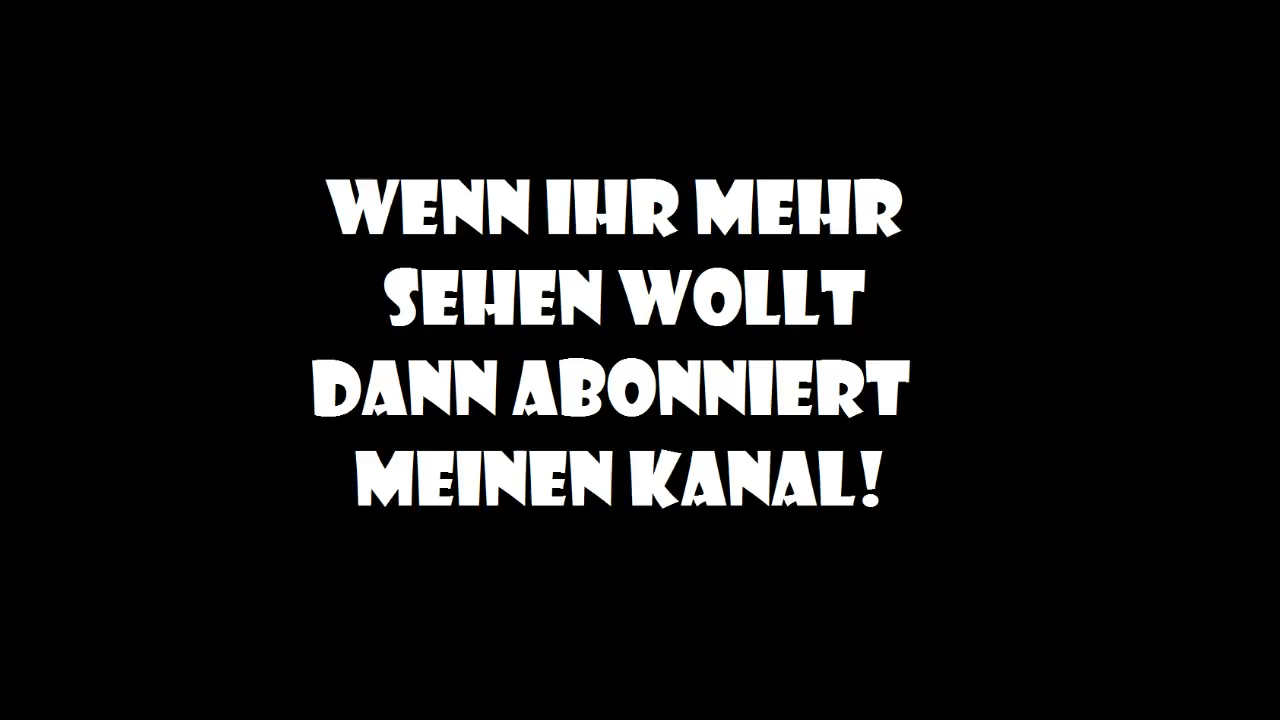 WENN IHR MEHR
SEHEN WOLLT
DANN ABONNIERT
MEINEN KANAL!